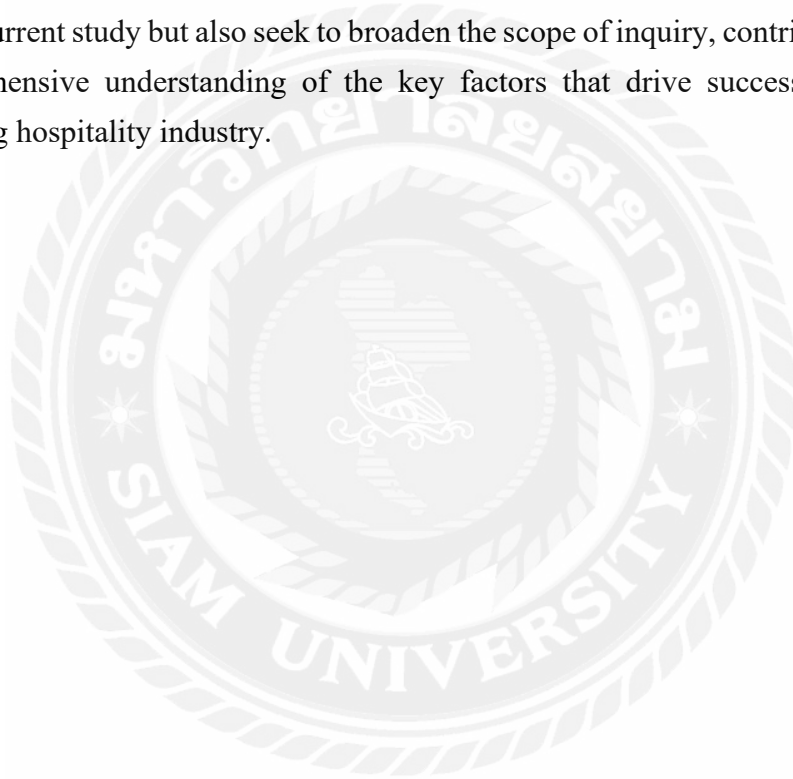 urrent study but also seek to broaden the scope of inquiry, contri
hensive understanding of the key factors that drive success
g hospitality industry.
มหาวิทยาลัยสยาม
SIAM UNIVERSITY